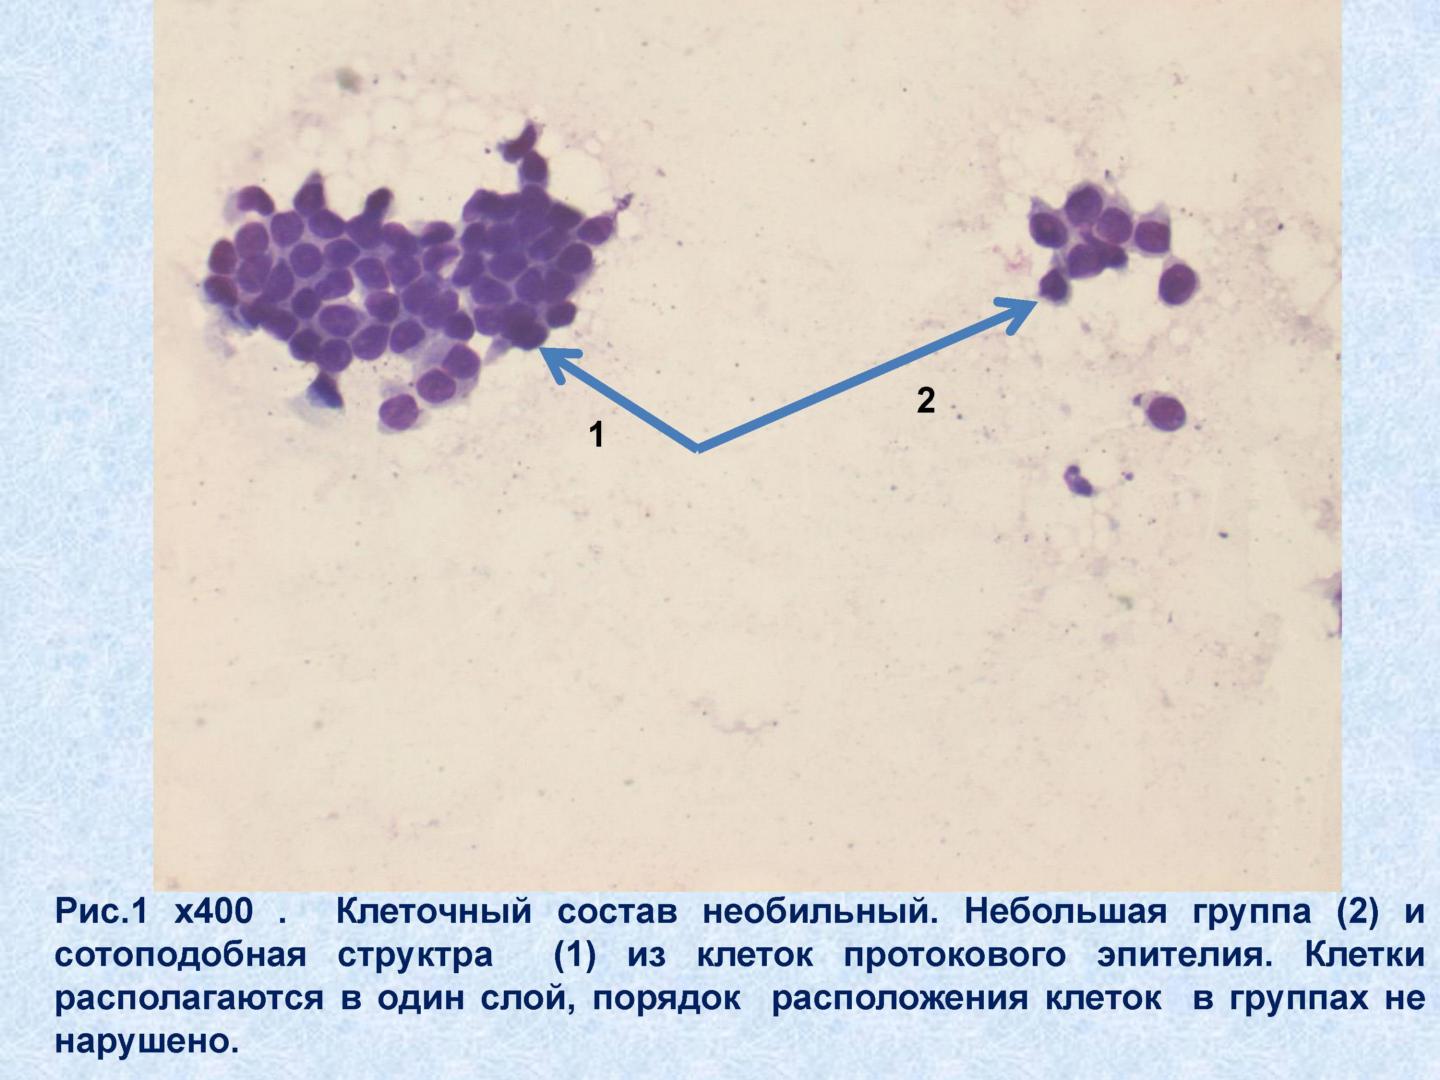 2
1
Рис.1 х400 . Клеточный состав необильный. Небольшая группа (2) и
сотоподобная структра (1) из клеток протокового эпителия. Клетки
располагаются в один слой, порядок расположения клеток в группах не
нарушено.